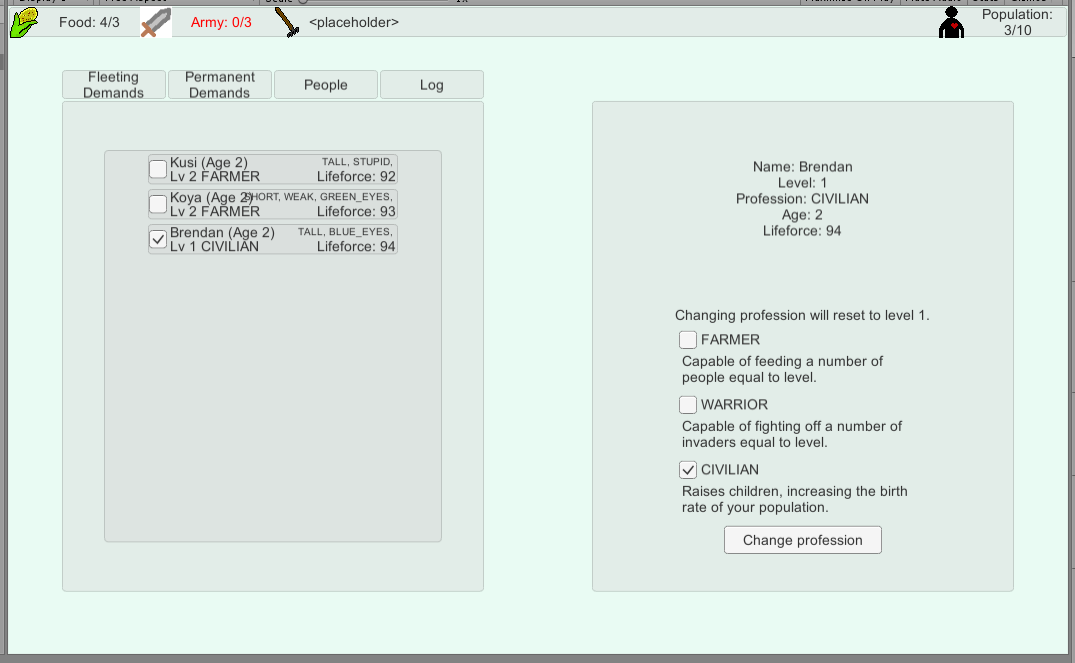 Food: 4/3
Army: 0/3
<placeholder>
Population:
3/10
Fleeting
Demands
Permanent
Demands
People
Log
Kusi (Age 2)
TALL, STUPID,
Lv 2 FARMER
Lifeforce: 92
Koya (Age 2)
SHORT, WEAK, GREEN_EYES,
Lv 2 FARMER
Lifeforce: 93
Brendan (Age 2)
TALL, BLUE_EYES,
Lv 1 CIVILIAN
Lifeforce: 94
Name: Brendan
Level: 1
Profession: CIVILIAN
Age: 2
Lifeforce: 94
Changing profession will reset to level 1.
FARMER
Capable of feeding a number of
people equal to level.
WARRIOR
Capable of fighting off a number of
invaders equal to level.
CIVILIAN
Raises children, increasing the birth
rate of your population.
Change profession